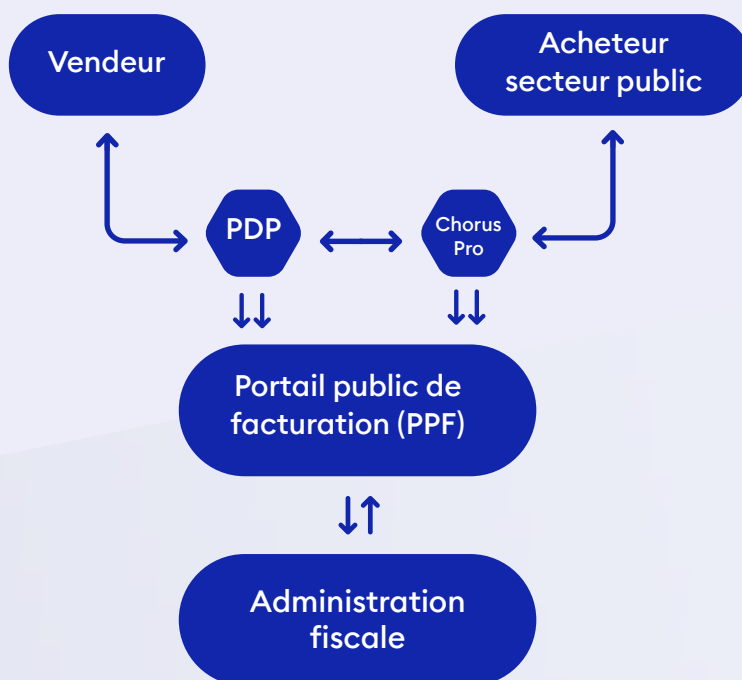 Vendeur
Acheteur
secteur public
PDP
Chorus
Pro
Portail public de
facturation (PPF)
Administration
fiscale